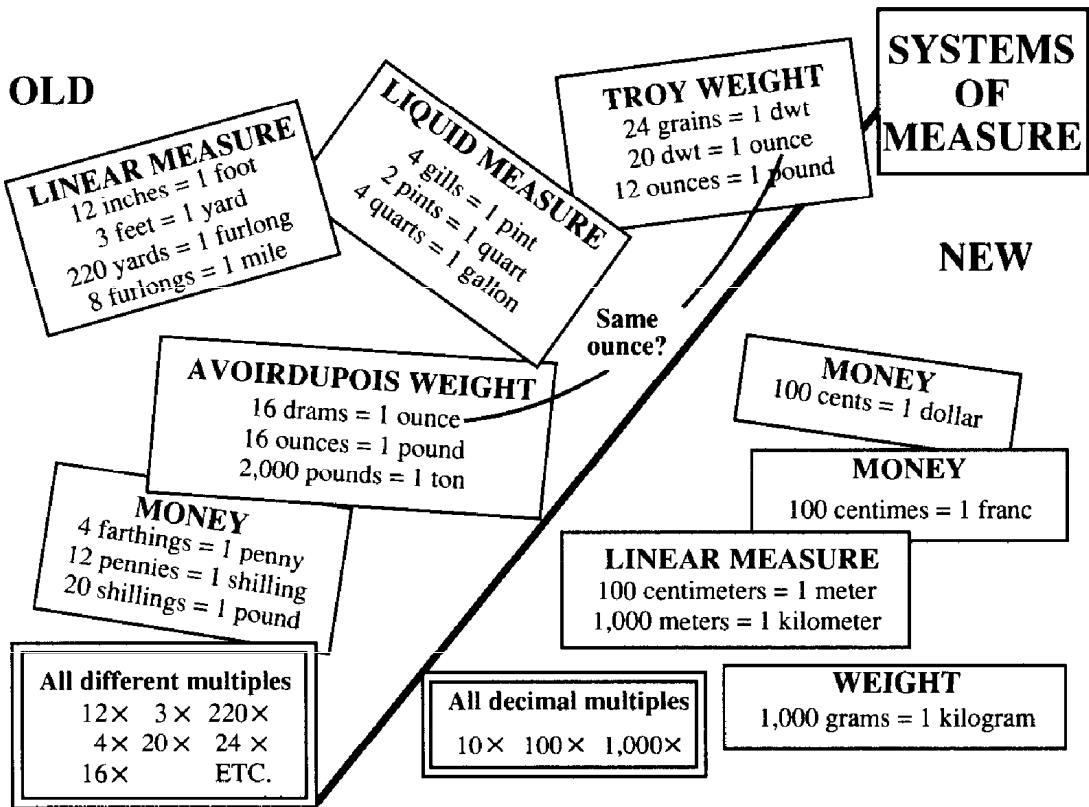 SYSTEMS
OF
MEASURE
OLD
LINEAR MEASURE
12 inches = 1 foot
3 feet = 1 yard
220 yards = 1 furlong
8 furlongs = 1 mile
LIQUID MEASURE
4 gills = 1 pint
2 pints = 1 quart
4 quarts = 1 gallon
TROY WEIGHT
24 grains = 1 dwt
20 dwt = 1 ounce
12 ounces = 1 pound
Same
ounce?
AVOIRDUPOIS WEIGHT
16 drams = 1 ounce
16 ounces = 1 pound
2,000 pounds = 1 ton
MONEY
4 farthings = 1 penny
12 pennies = 1 shilling
20 shillings = 1 pound
All different multiples
12× 3× 220×
4× 20× 24×
16× ETC.
NEW
MONEY
100 cents = 1 dollar
MONEY
100 centimes = 1 franc
LINEAR MEASURE
100 centimeters = 1 meter
1,000 meters = 1 kilometer
WEIGHT
1,000 grams = 1 kilogram
All decimal multiples
10× 100× 1,000×